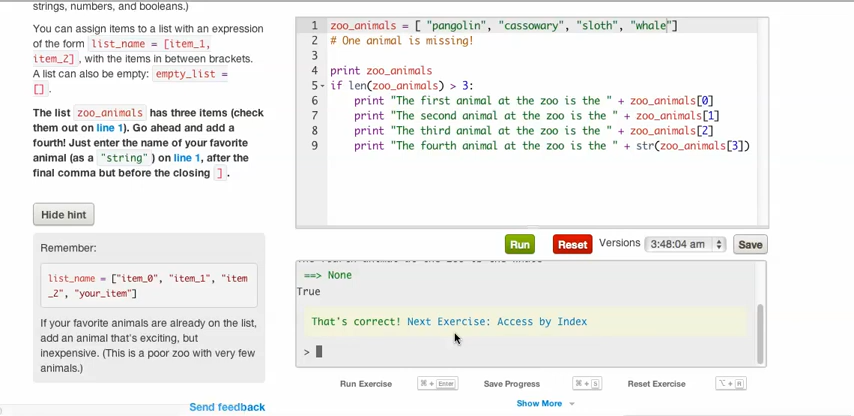 strings, numbers, and booleans.)
You can assign items to a list with an expression
of the form list_name = [item_1,
item_2] , with the items in between brackets.
A list can also be empty: empty_list =
[] .
The list zoo_animals has three items (check
them out on line 1). Go ahead and add a
fourth! Just enter the name of your favorite
animal (as a "string" ) on line 1, after the
final comma but before the closing ] .
Hide hint
Remember:
list_name = ["item_0", "item_1", "item
_2", "your_item"]
If your favorite animals are already on the list,
add an animal that's exciting, but
inexpensive. (This is a poor zoo with very few
animals.)
Send feedback
1 zoo_animals = [ "pangolin", "cassowary", "sloth", "whale"]
2 # One animal is missing!
3
4 print zoo_animals
5 if len(zoo_animals) > 3:
6 print "The first animal at the zoo is the " + zoo_animals[0]
7 print "The second animal at the zoo is the " + zoo_animals[1]
8 print "The third animal at the zoo is the " + zoo_animals[2]
9 print "The fourth animal at the zoo is the " + str(zoo_animals[3])
Run Reset Versions 3:48:04 am Save
==> None
True
That's correct! Next Exercise: Access by Index
>
Run Exercise ⌘ + Enter Save Progress ⌘ + S Reset Exercise ⌥ + R
Show More